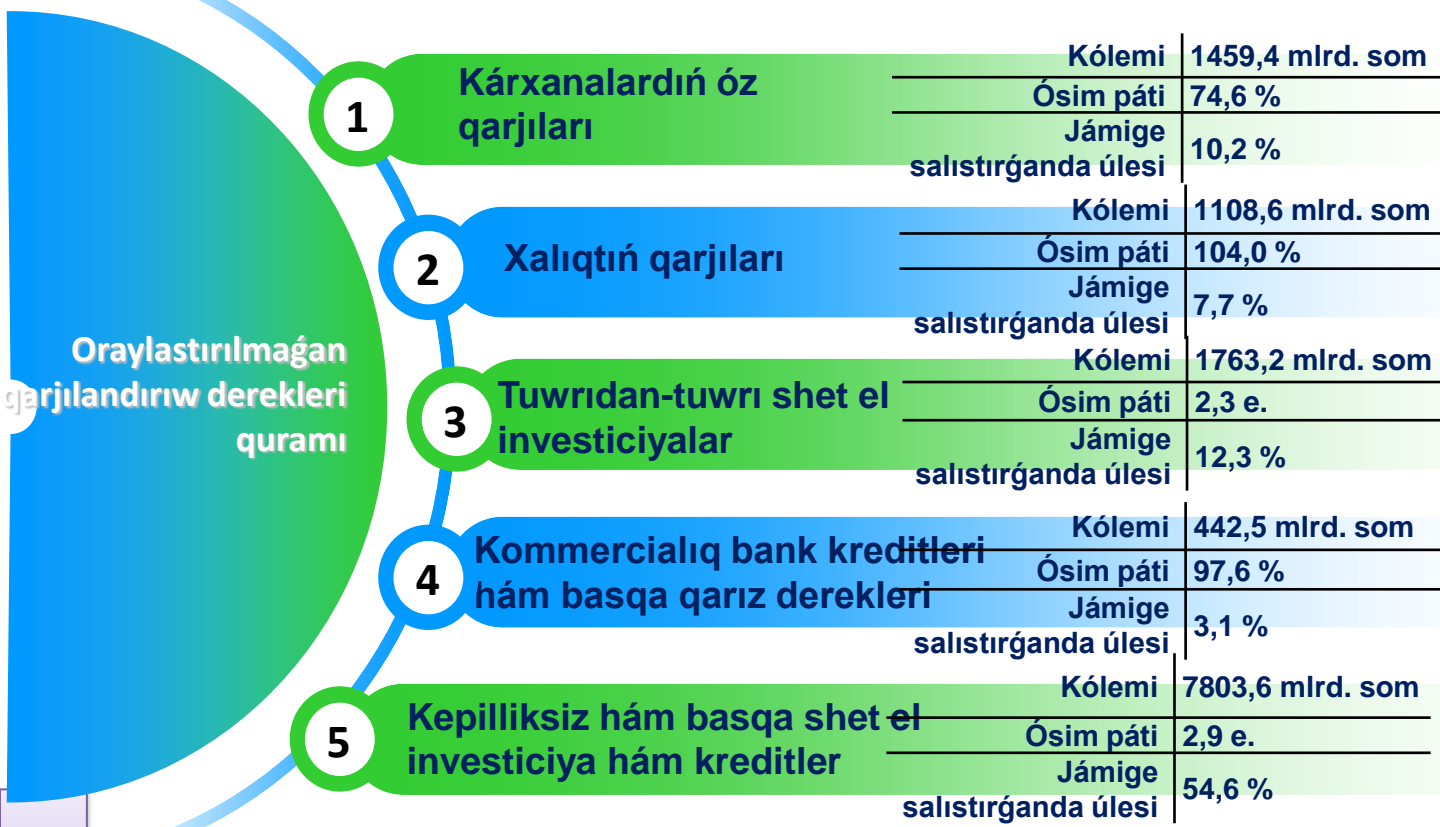 Oraylastırılmaǵan
qarjılandırıw derekleri
quramı
1
Kárxanalardıń óz
qarjıları
Kólemi 1459,4 mlrd. som
Ósim páti 74,6 %
Jámige
salıstırǵanda úlesi 10,2 %
2
Xalıqtıń qarjıları
Kólemi 1108,6 mlrd. som
Ósim páti 104,0 %
Jámige
salıstırǵanda úlesi 7,7 %
3
Tuwrıdan-tuwrı shet el
investiciyalar
Kólemi 1763,2 mlrd. som
Ósim páti 2,3 e.
Jámige
salıstırǵanda úlesi 12,3 %
4
Kommercialıq bank kreditleri
hám basqa qarız derekleri
Kólemi 442,5 mlrd. som
Ósim páti 97,6 %
Jámige
salıstırǵanda úlesi 3,1 %
5
Kepilliksiz hám basqa shet el
investiciya hám kreditler
Kólemi 7803,6 mlrd. som
Ósim páti 2,9 e.
Jámige
salıstırǵanda úlesi 54,6 %